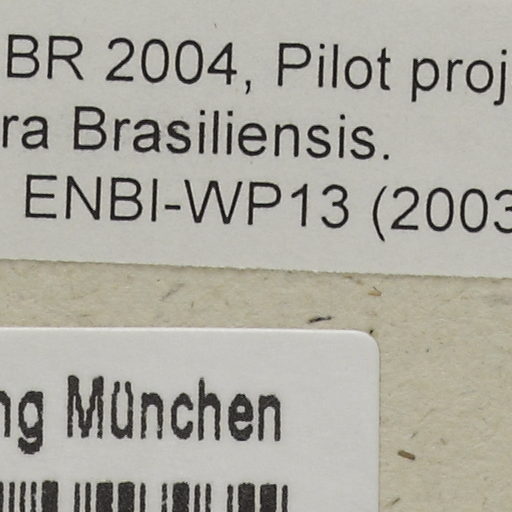 BR 2004, Pilot proj
ra Brasiliensis.
ENBI-WP13 (2003
ng München